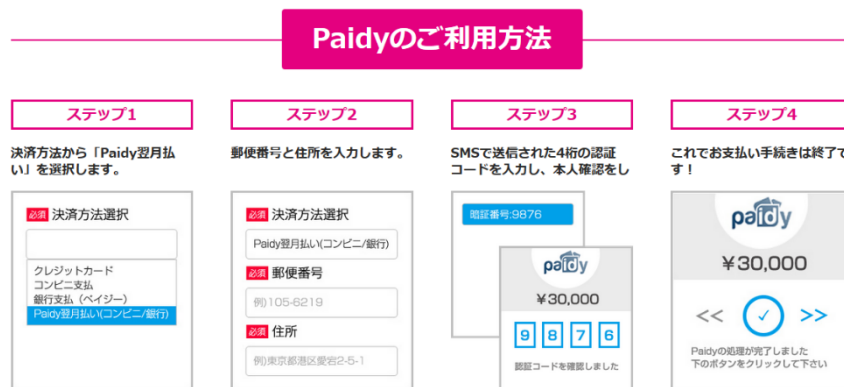 Paidyのご利用方法
ステップ1
決済方法から「Paidy翌月払
い」を選択します。
必須 決済方法選択
クレジットカード
コンビニ支払
銀行支払（ペイジー）
Paidy翌月払い(コンビニ/銀行)
ステップ2
郵便番号と住所を入力します。
必須 決済方法選択
Paidy翌月払い(コンビニ/銀行)
必須 郵便番号
例)105-6219
必須 住所
例)東京都港区愛宕2-5-1
ステップ3
SMSで送信された4桁の認証
コードを入力し、本人確認をし
暗証番号:9876
paidy
¥30,000
9 8 7 6
認証コードを確認しました
ステップ4
これでお支払い手続きは終了で
す！
paidy
¥30,000
<< >>
Paidyの処理が完了しました
下のボタンをクリックして下さい